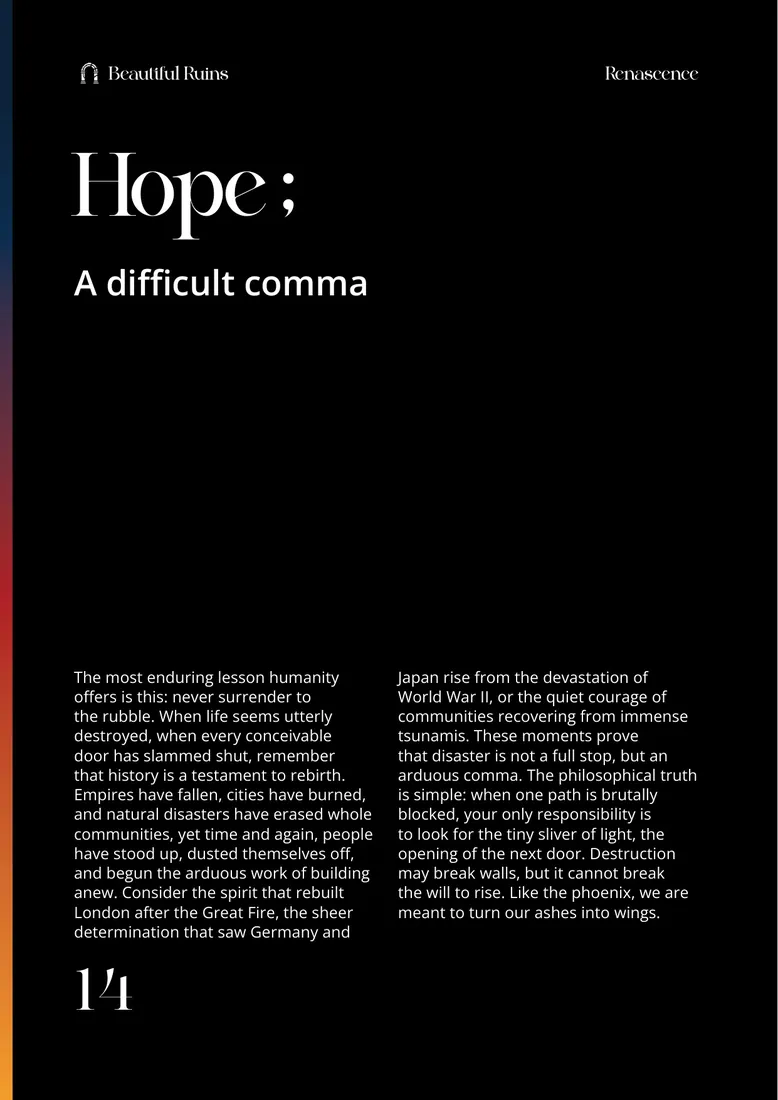 Beautiful Ruins
Renascence
Hope ;
A difficult comma
The most enduring lesson humanity
offers is this: never surrender to
the rubble. When life seems utterly
destroyed, when every conceivable
door has slammed shut, remember
that history is a testament to rebirth.
Empires have fallen, cities have burned,
and natural disasters have erased whole
communities, yet time and again, people
have stood up, dusted themselves off,
and begun the arduous work of building
anew. Consider the spirit that rebuilt
London after the Great Fire, the sheer
determination that saw Germany and
Japan rise from the devastation of
World War II, or the quiet courage of
communities recovering from immense
tsunamis. These moments prove
that disaster is not a full stop, but an
arduous comma. The philosophical truth
is simple: when one path is brutally
blocked, your only responsibility is
to look for the tiny sliver of light, the
opening of the next door. Destruction
may break walls, but it cannot break
the will to rise. Like the phoenix, we are
meant to turn our ashes into wings.
14